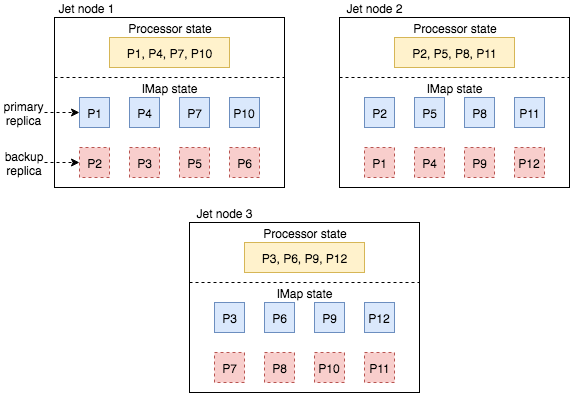 Jet node 1
Processor state
P1, P4, P7, P10
IMap state
primary
replica
P1 P4 P7 P10
backup
replica
P2 P3 P5 P6
Jet node 2
Processor state
P2, P5, P8, P11
IMap state
P2 P5 P8 P11
P1 P4 P9 P12
Jet node 3
Processor state
P3, P6, P9, P12
IMap state
P3 P6 P9 P12
P7 P8 P10 P11